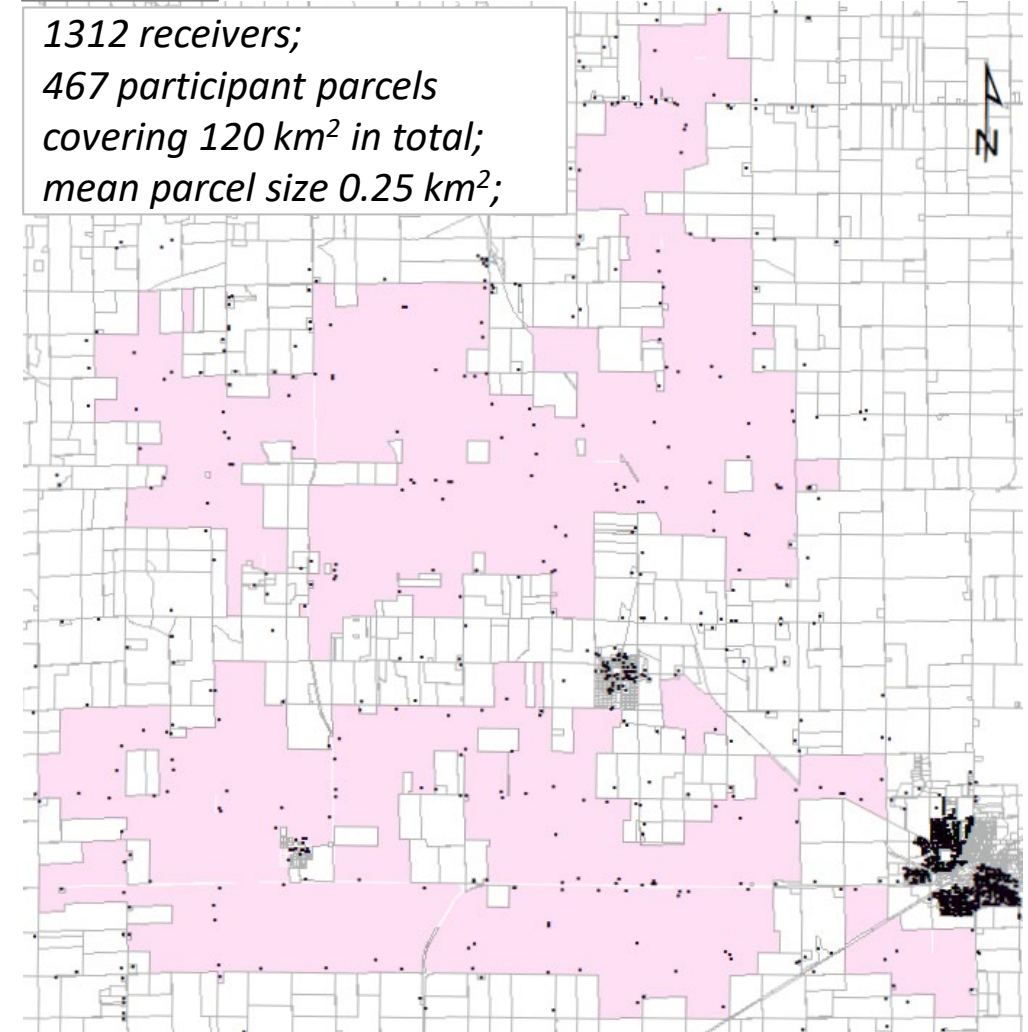 1312 receivers;
467 participant parcels
covering 120 km² in total;
mean parcel size 0.25 km²;
N